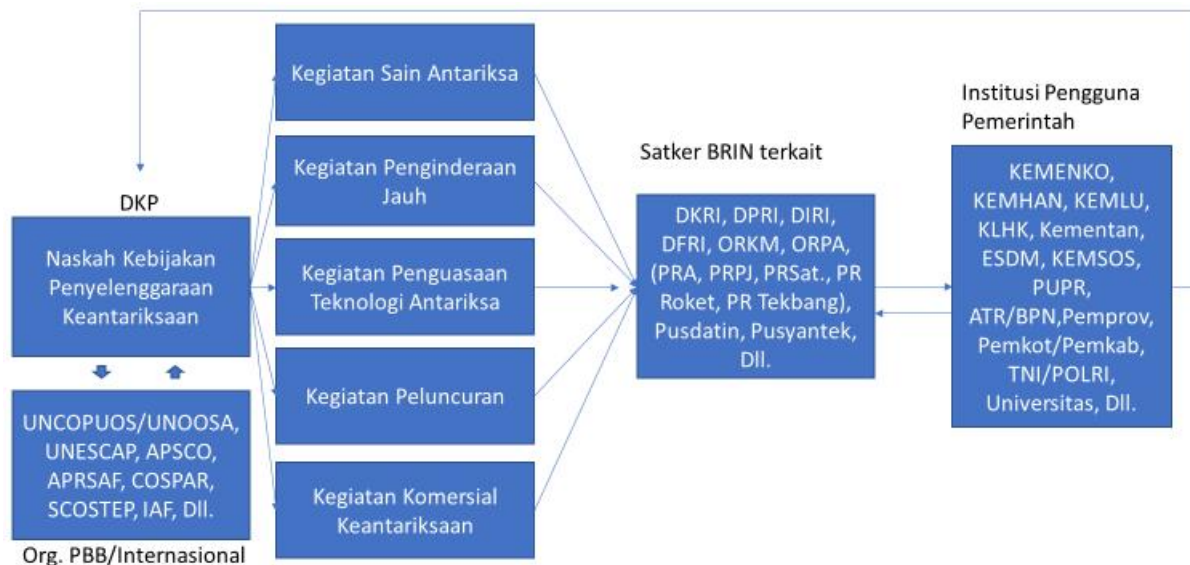 DKP
Naskah Kebijakan
Penyelenggaraan
Keantariksaan
UNCOPUOS/UNOOSA,
UNESCAP, APSCO,
APRSAF, COSPAR,
SCOSTEP, IAF, Dll.
Org. PBB/Internasional
Kegiatan Sain Antariksa
Kegiatan Penginderaan
Jauh
Kegiatan Penguasaan
Teknologi Antariksa
Kegiatan Peluncuran
Kegiatan Komersial
Keantariksaan
Satker BRIN terkait
DKRI, DPRI, DIRI,
DFRI, ORKM, ORPA,
(PRA, PRPJ, PRSat., PR
Roket, PR Tekbang),
Pusdatin, Pusyantek,
Dll.
Institusi Pengguna
Pemerintah
KEMENKO,
KEMHAN, KEMLU,
KLHK, Kementan,
ESDM, KEMSOS,
PUPR,
ATR/BPN,Pemprov,
Pemkot/Pemkab,
TNI/POLRI,
Universitas, Dll.